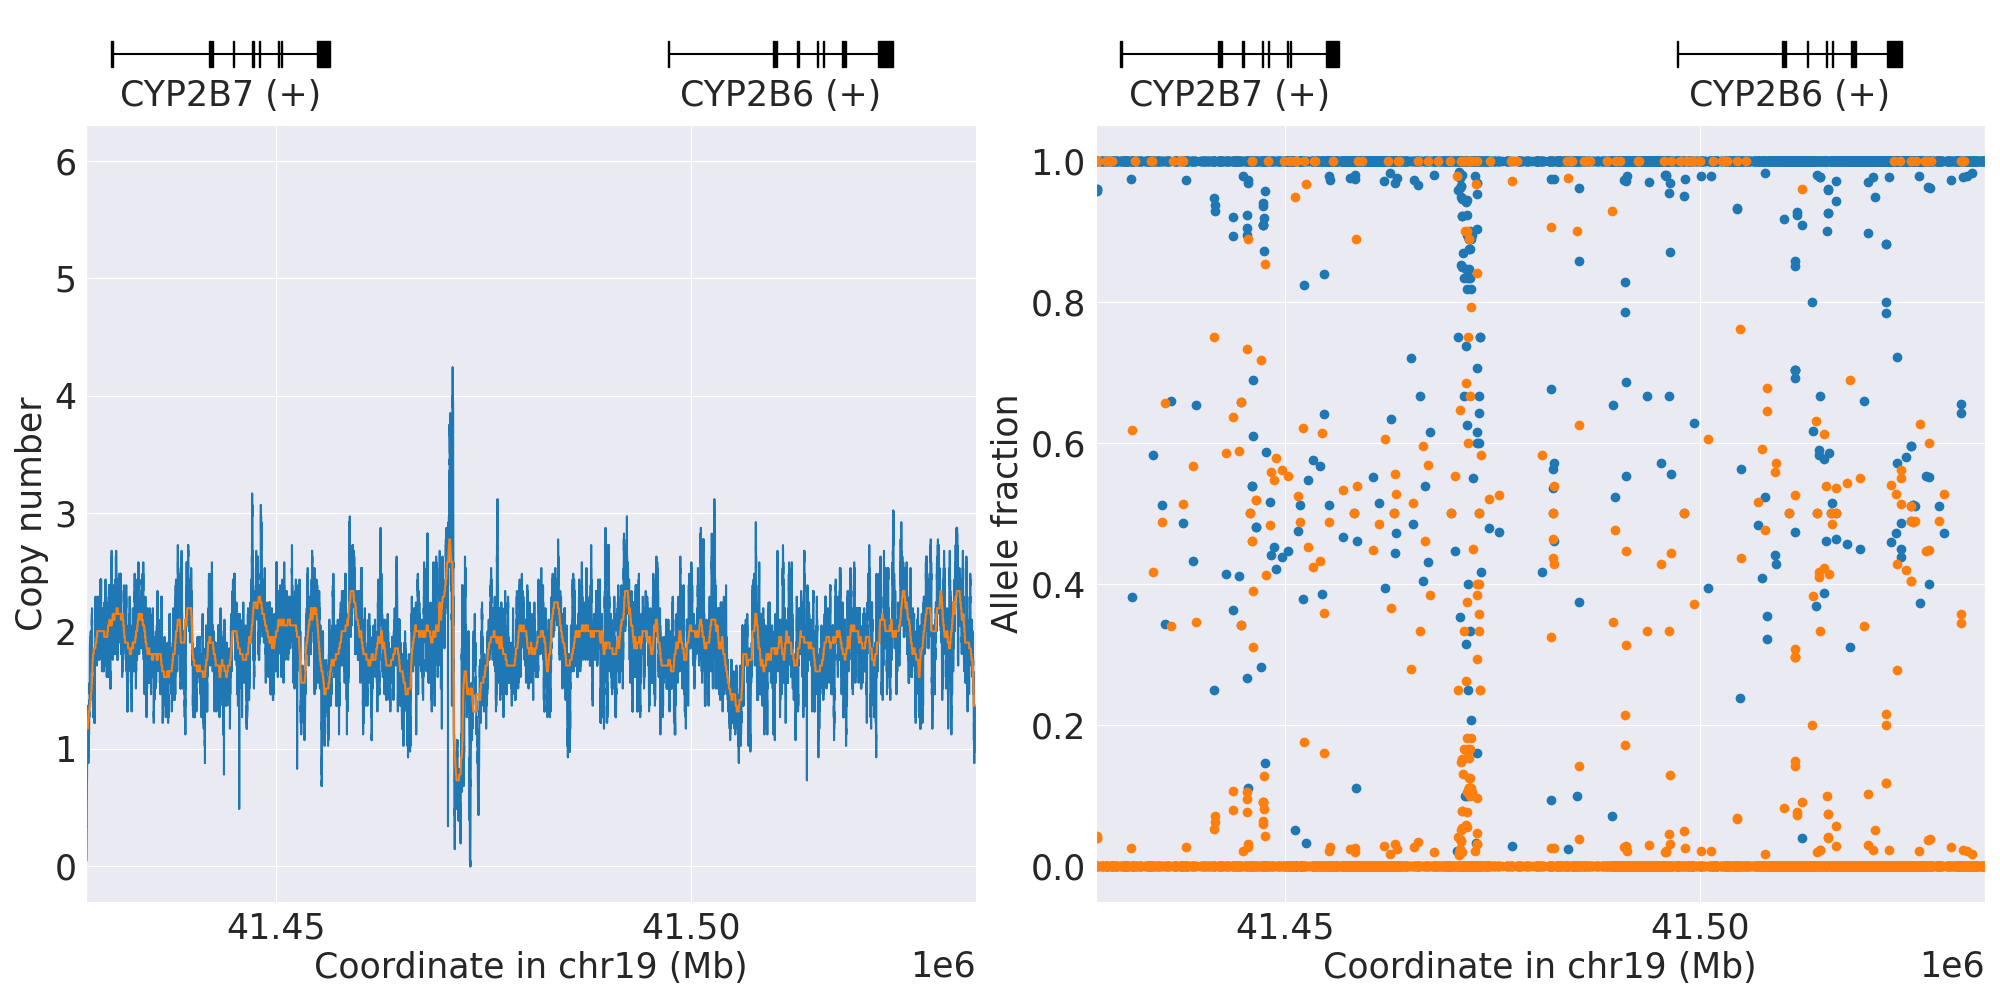 CYP2B7 (+)
CYP2B6 (+)
6
5
4
3
2
1
0
Copy number
41.45
41.50
Coordinate in chr19 (Mb)
1e6
CYP2B7 (+)
CYP2B6 (+)
1.0
0.8
0.6
0.4
0.2
0.0
Allele fraction
41.45
41.50
Coordinate in chr19 (Mb)
1e6